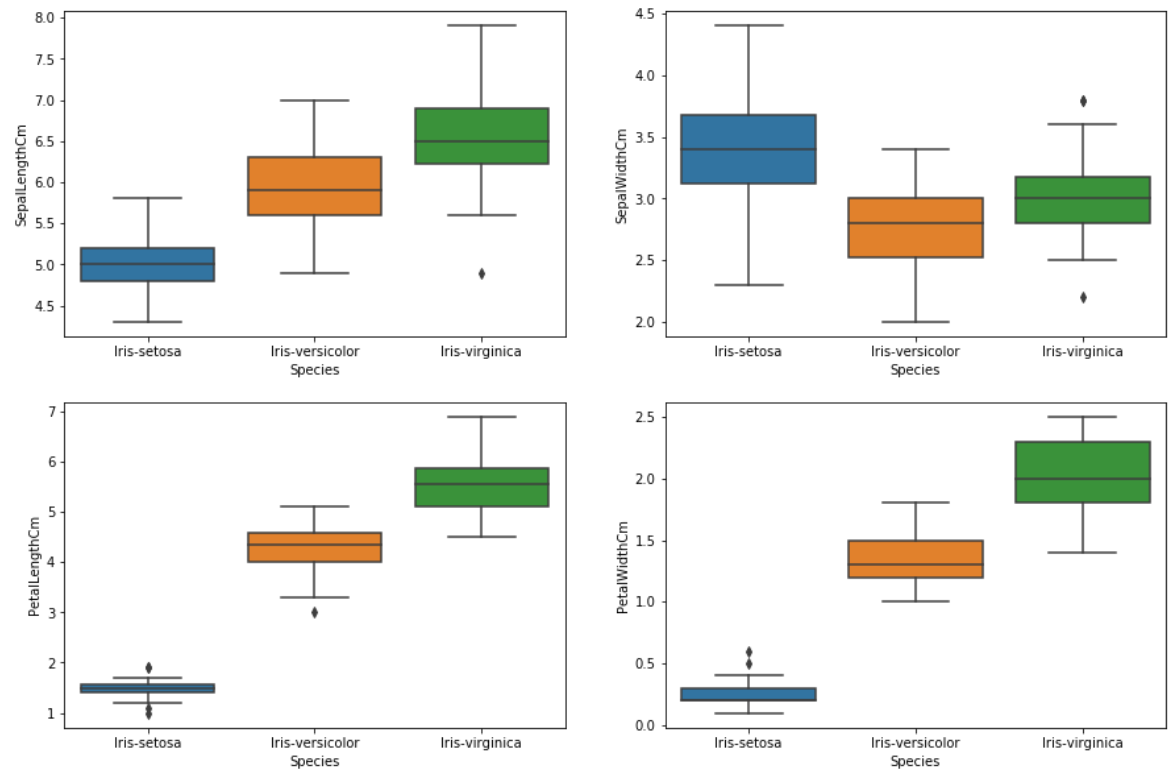 SepalLengthCm
8.0
7.5
7.0
6.5
6.0
5.5
5.0
4.5
Iris-setosa Iris-versicolor Iris-virginica
Species
SepalWidthCm
4.5
4.0
3.5
3.0
2.5
2.0
Iris-setosa Iris-versicolor Iris-virginica
Species
PetalLengthCm
7
6
5
4
3
2
1
Iris-setosa Iris-versicolor Iris-virginica
Species
PetalWidthCm
2.5
2.0
1.5
1.0
0.5
0.0
Iris-setosa Iris-versicolor Iris-virginica
Species